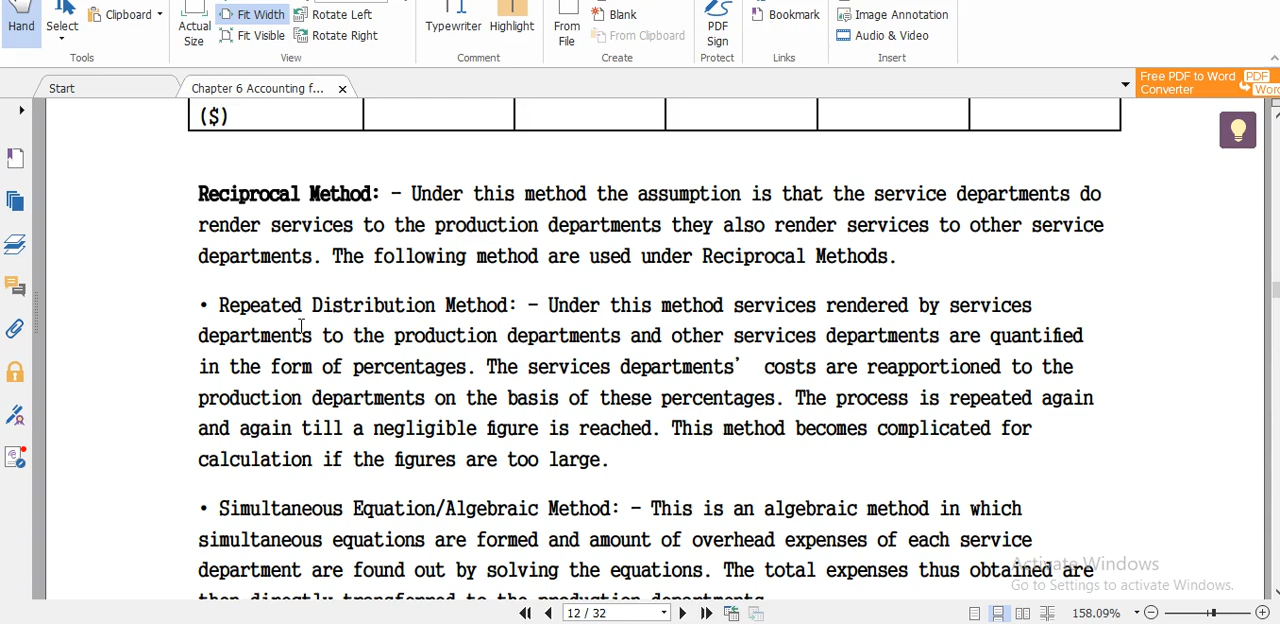 Hand
Select
Clipboard
Actual
Size
Fit Width
Fit Visible
Rotate Left
Rotate Right
Typewriter
Highlight
From
File
Blank
From Clipboard
PDF
Sign
Bookmark
Image Annotation
Audio & Video
Tools
View
Comment
Create
Protect
Links
Insert
Start
Chapter 6 Accounting f...
Free PDF to Word
Converter
PDF
Word
($)
Reciprocal Method: - Under this method the assumption is that the service departments do
render services to the production departments they also render services to other service
departments. The following method are used under Reciprocal Methods.
• Repeated Distribution Method: - Under this method services rendered by services
departments to the production departments and other services departments are quantified
in the form of percentages. The services departments' costs are reapportioned to the
production departments on the basis of these percentages. The process is repeated again
and again till a negligible figure is reached. This method becomes complicated for
calculation if the figures are too large.
• Simultaneous Equation/Algebraic Method: - This is an algebraic method in which
simultaneous equations are formed and amount of overhead expenses of each service
department are found out by solving the equations. The total expenses thus obtained are
then directly transferred to the production departments
Activate Windows
Go to Settings to activate Windows.
12 / 32
158.09%